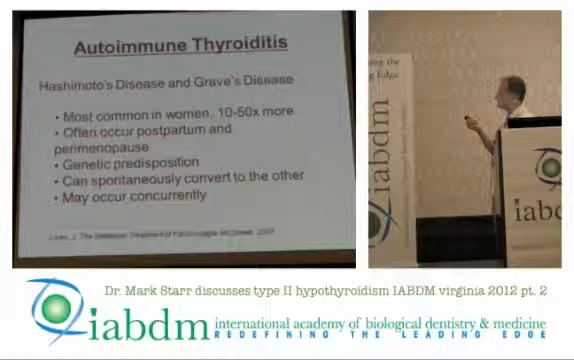 Autoimmune Thyroiditis
Hashimoto's Disease and Grave's Disease
• Most common in women, 10-50x more
• Often occur postpartum and
perimenopause
• Genetic predisposition
• Can spontaneously convert to the other
• May occur concurrently
2007
iabdm
iabd
Dr. Mark Starr discusses type II hypothyroidism IABDM virginia 2012 pt. 2
iabdm international academy of biological dentistry & medicine
REDEFINING THE LEADING EDGE